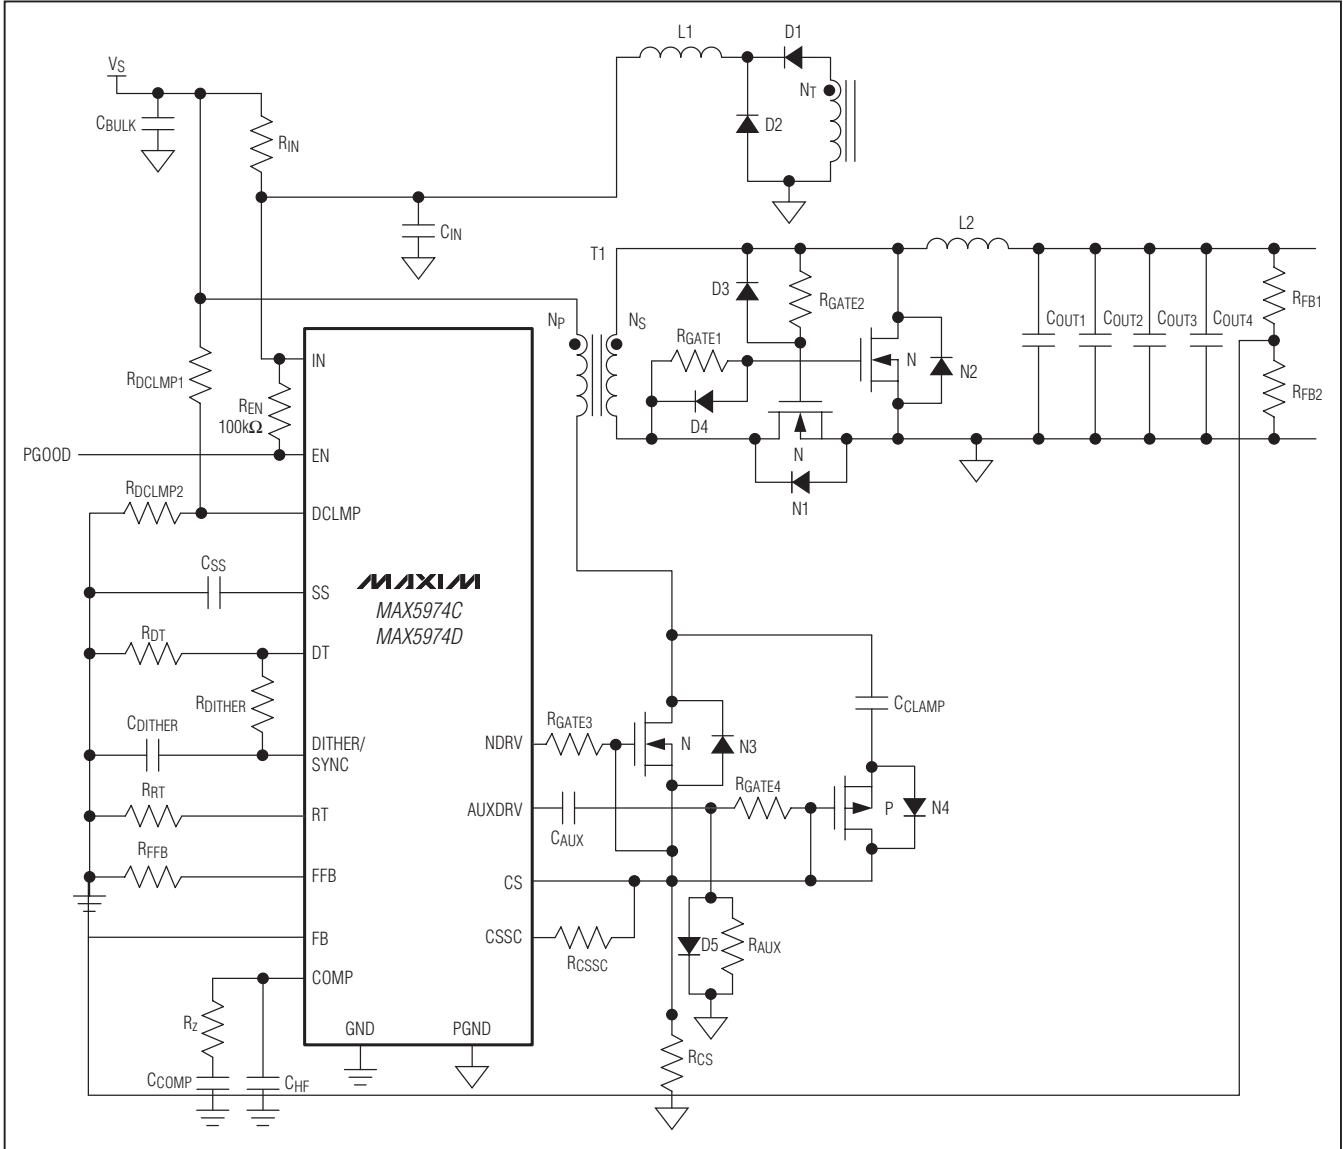 L1
D1
VS
NT
CBULK
RIN
D2
CIN
L2
T1
D3
RGATE2
RFB1
NP
NS
COUT1
COUT2
COUT3
COUT4
RGATE1
N
IN
N2
RDCLMP1
REN
100kΩ
D4
RFB2
PGOOD
EN
N
RDCLMP2
N1
DCLMP
CSS
SS
MAXIM
MAX5974C
MAX5974D
RDT
DT
RDITHER
CCLAMP
CDITHER
RGATE3
DITHER/
SYNC
NDRV
N
N3
RGATE4
RRT
RT
AUXDRV
P
N4
CAUX
RFFB
FFB
CS
FB
CSSC
D5
RAUX
RCSSC
COMP
RZ
GND
PGND
RCS
CCOMP
CHF